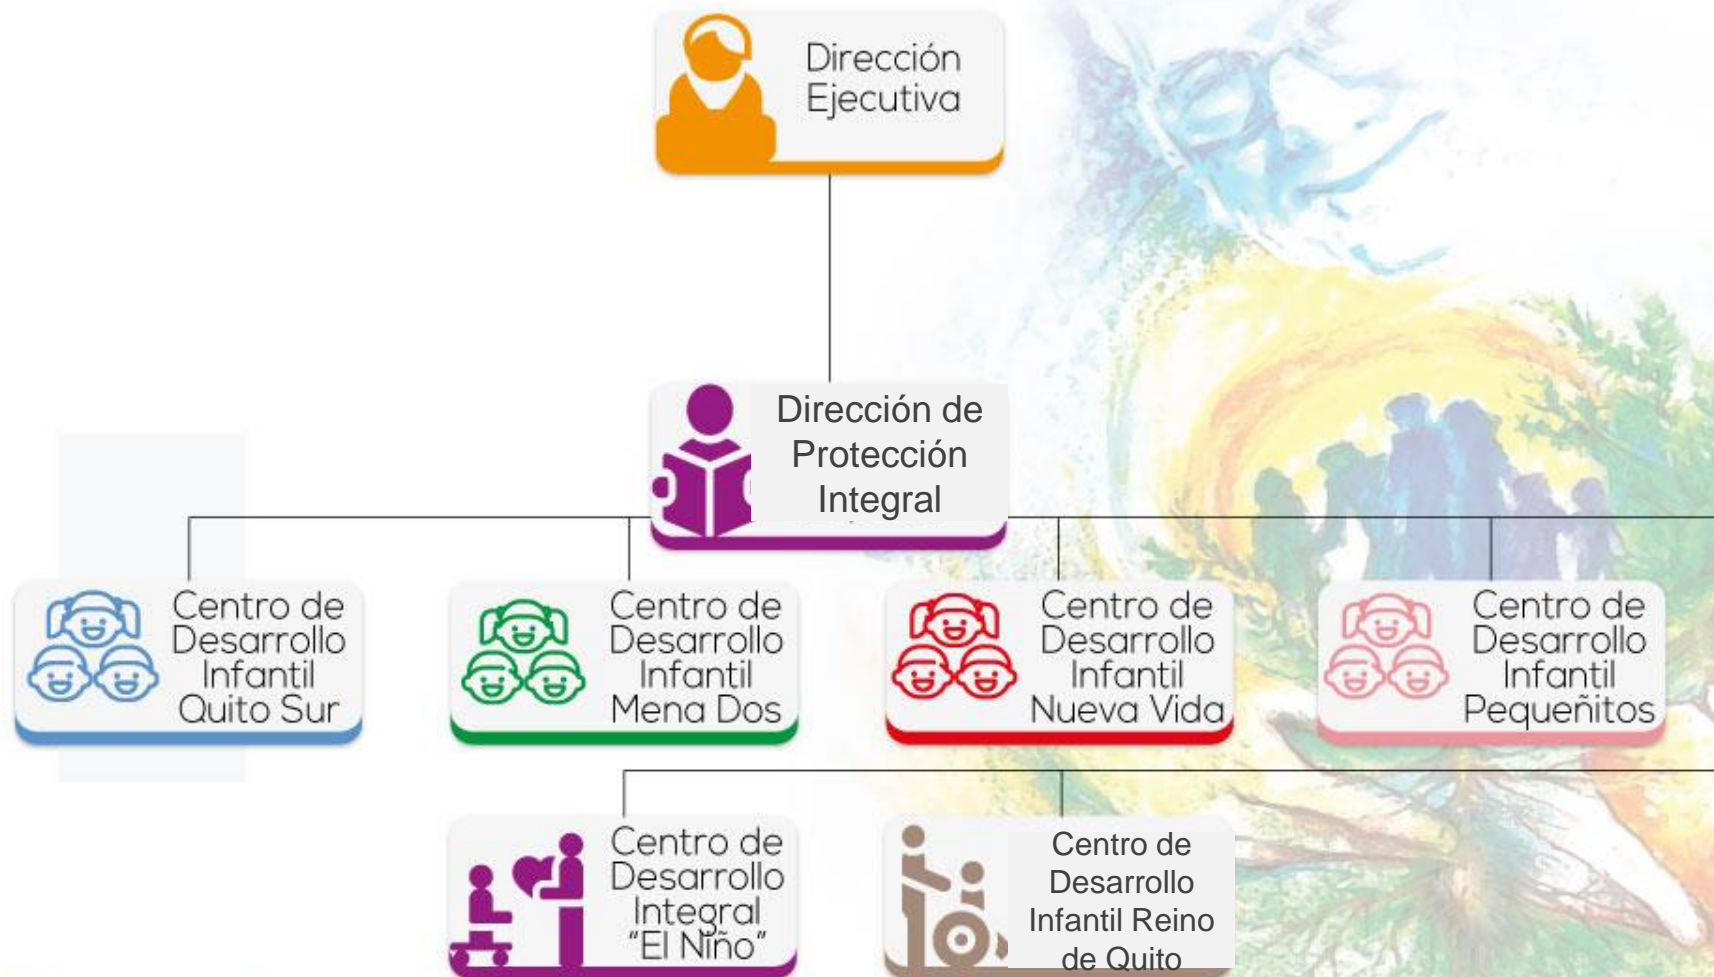 Dirección
Ejecutiva
Dirección de
Protección
Integral
Centro de
Desarrollo
Infantil
Quito Sur
Centro de
Desarrollo
Infantil
Mena Dos
Centro de
Desarrollo
Infantil
Nueva Vida
Centro de
Desarrollo
Infantil
Pequeñitos
Centro de
Desarrollo
Integral
"El Niño"
Centro de
Desarrollo
Infantil Reino
de Quito